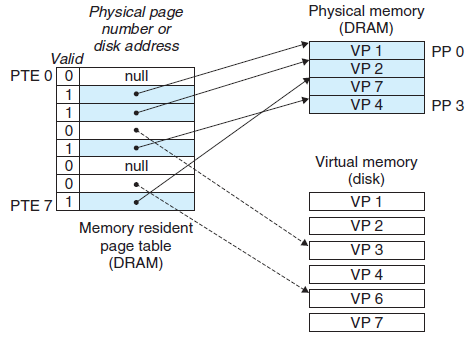 Physical page
number or
disk address
Valid
PTE 0
0
null
1
1
0
1
0
null
0
PTE 7
1
Memory resident
page table
(DRAM)
Physical memory
(DRAM)
VP 1
PP 0
VP 2
VP 7
VP 4
PP 3
Virtual memory
(disk)
VP 1
VP 2
VP 3
VP 4
VP 6
VP 7